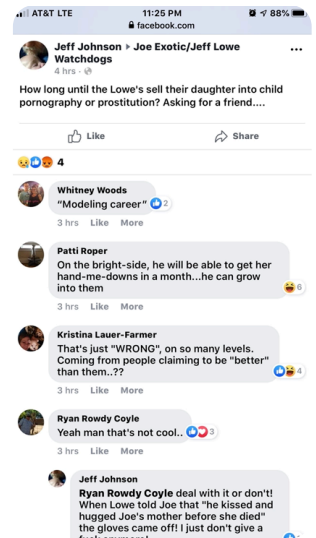 AT&T LTE 11:25 PM 88%
facebook.com
Jeff Johnson ▸ Joe Exotic/Jeff Lowe
Watchdogs
4 hrs ·
How long until the Lowe's sell their daughter into child
pornography or prostitution? Asking for a friend....
Like Share
4
Whitney Woods
“Modeling career”
2
3 hrs Like More
Patti Roper
On the bright-side, he will be able to get her
hand-me-downs in a month...he can grow
into them
6
3 hrs Like More
Kristina Lauer-Farmer
That's just "WRONG", on so many levels.
Coming from people claiming to be "better"
than them..??
4
3 hrs Like More
Ryan Rowdy Coyle
Yeah man that's not cool..
3
3 hrs Like More
Jeff Johnson
Ryan Rowdy Coyle deal with it or don't!
When Lowe told Joe that "he kissed and
hugged Joe's mother before she died"
the gloves came off! I just don't give a